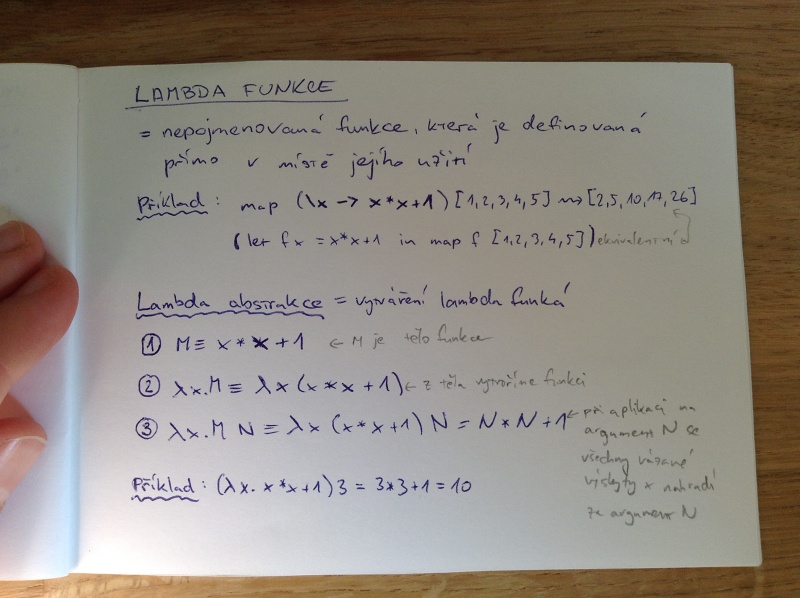 LAMBDA FUNKCE
= nepojmenovaná funkce, která je definovaná
přímo v místě jejího užití
Příklad: map (\x -> x*x+1) [1,2,3,4,5] ⇝ [2,5,10,17,26]
(let f x = x*x+1 in map f [1,2,3,4,5]) ekvivalentní
Lambda abstrakce = vytváření lambda funkcí
① M ≡ x*x+1 ← M je tělo funkce
② λx.M ≡ λx(x*x+1) ← z těla vytvoříme funkci
③ λx.M N ≡ λx (x*x+1) N = N*N+1 ← při aplikaci na
argument N se
všechny vázané
výskyty x nahradí
za argument N
Příklad: (λx. x*x+1) 3 = 3*3+1 = 10